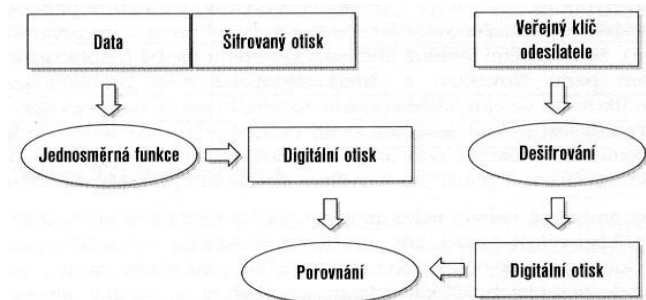 Data
Šifrovaný otisk
Veřejný klíč
odesílatele
Jednosměrná funkce
Digitální otisk
Dešifrování
Porovnání
Digitální otisk